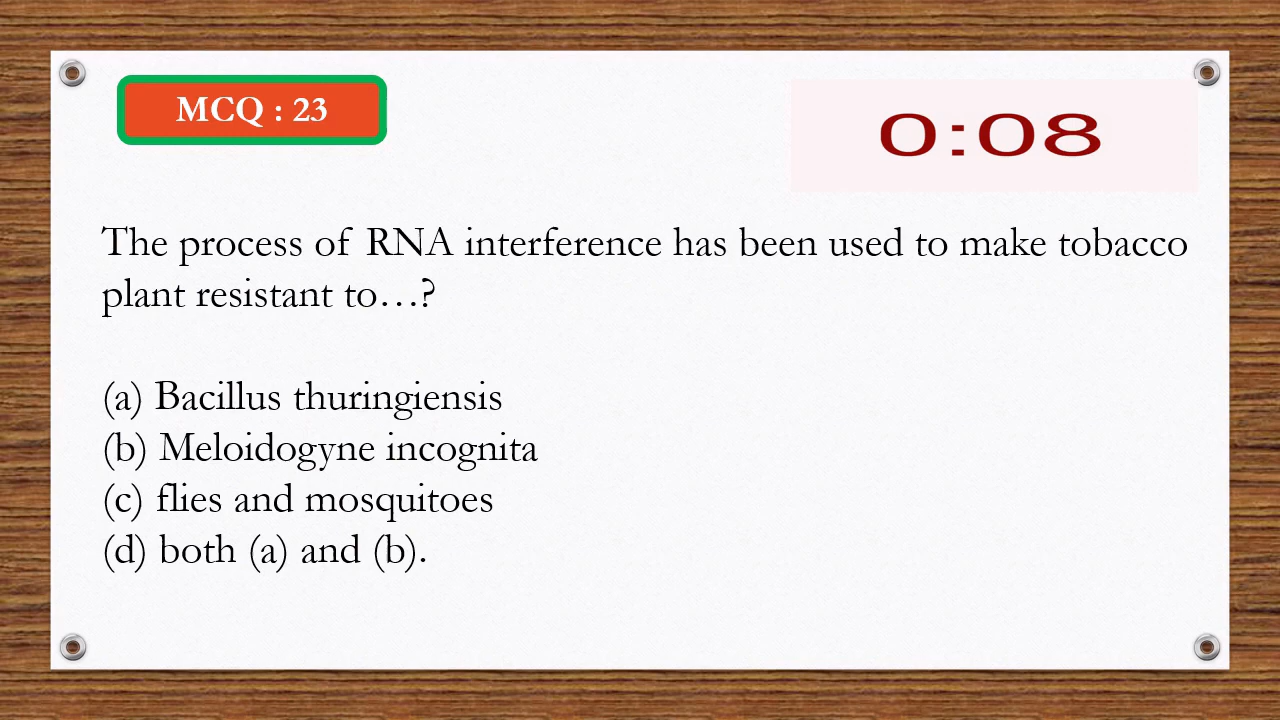 MCQ : 23
0:08
The process of RNA interference has been used to make tobacco
plant resistant to…?
(a) Bacillus thuringiensis
(b) Meloidogyne incognita
(c) flies and mosquitoes
(d) both (a) and (b).